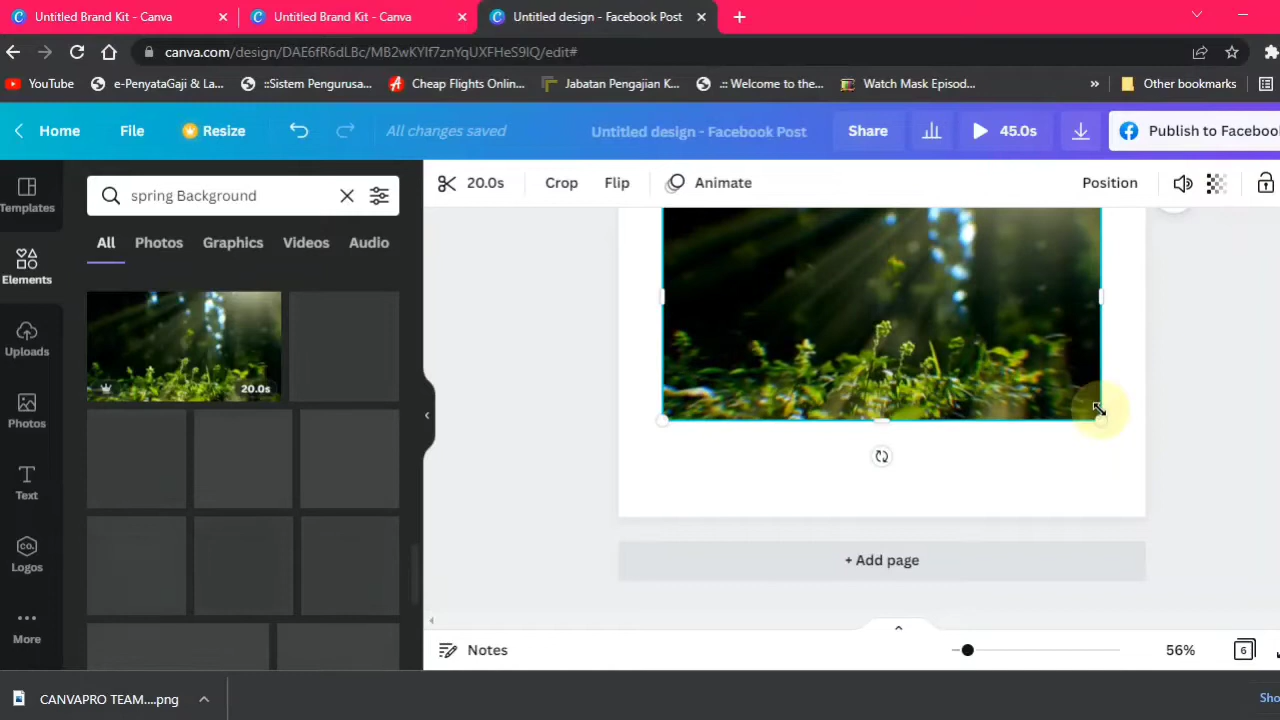 Untitled Brand Kit - Canva
Untitled Brand Kit - Canva
Untitled design - Facebook Post
canva.com/design/DAE6fR6dLBc/MB2wKYIf7znYqUXFHeS9IQ/edit#
YouTube
e-PenyataGaji & La...
::Sistem Pengurusa...
Cheap Flights Onlin...
Jabatan Pengajian K...
.:: Welcome to the...
Watch Mask Episod...
»
Other bookmarks
Home
File
Resize
All changes saved
Untitled design - Facebook Post
Share
45.0s
Publish to Faceboo
Templates
Elements
Uploads
Photos
Text
CO.
Logos
More
spring Background
All
Photos
Graphics
Videos
Audio
20.0s
20.0s
Crop
Flip
Animate
Position
+ Add page
Notes
56%
6
CANVAPRO TEAM....png
Sho